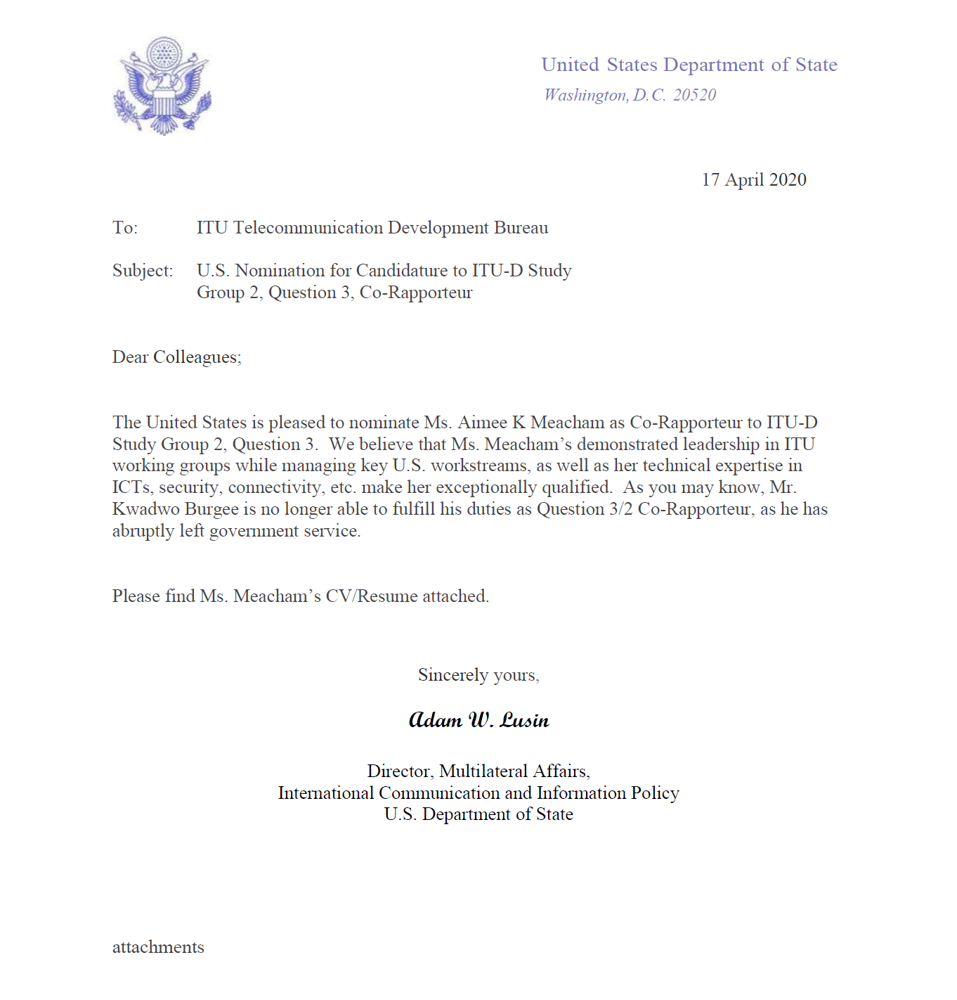 United States Department of State
Washington, D.C. 20520
17 April 2020
To: ITU Telecommunication Development Bureau
Subject: U.S. Nomination for Candidature to ITU-D Study
Group 2, Question 3, Co-Rapporteur
Dear Colleagues;
The United States is pleased to nominate Ms. Aimee K Meacham as Co-Rapporteur to ITU-D
Study Group 2, Question 3. We believe that Ms. Meacham’s demonstrated leadership in ITU
working groups while managing key U.S. workstreams, as well as her technical expertise in
ICTs, security, connectivity, etc. make her exceptionally qualified. As you may know, Mr.
Kwadwo Burgee is no longer able to fulfill his duties as Question 3/2 Co-Rapporteur, as he has
abruptly left government service.
Please find Ms. Meacham’s CV/Resume attached.
Sincerely yours,
Adam W. Lusin
Director, Multilateral Affairs,
International Communication and Information Policy
U.S. Department of State
attachments